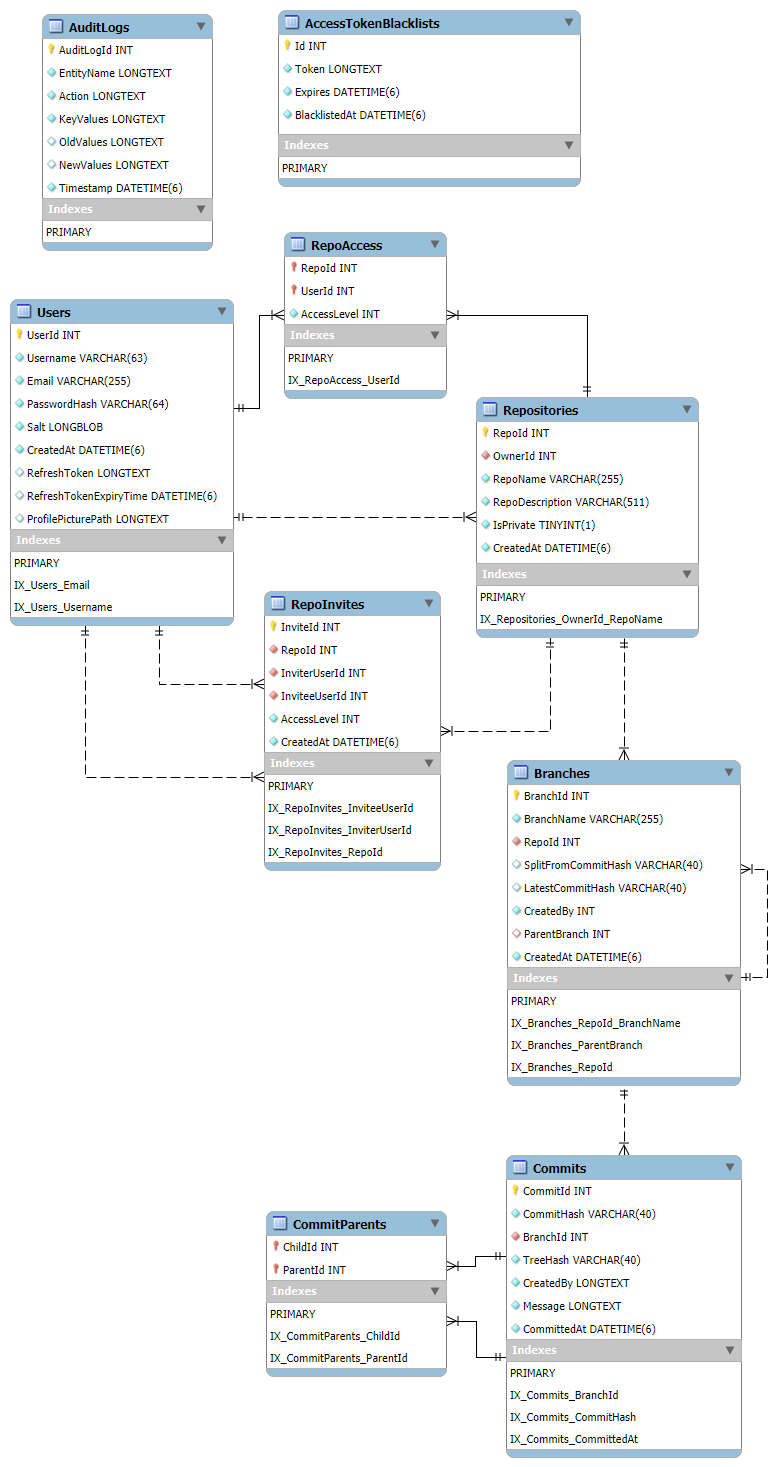 AuditLogs
AuditLogId INT
EntityName LONGTEXT
Action LONGTEXT
KeyValues LONGTEXT
OldValues LONGTEXT
NewValues LONGTEXT
Timestamp DATETIME(6)
Indexes
PRIMARY
AccessTokenBlacklists
Id INT
Token LONGTEXT
Expires DATETIME(6)
BlacklistedAt DATETIME(6)
Indexes
PRIMARY
RepoAccess
RepoId INT
UserId INT
AccessLevel INT
Indexes
PRIMARY
IX_RepoAccess_UserId
Users
UserId INT
Username VARCHAR(63)
Email VARCHAR(255)
PasswordHash VARCHAR(64)
Salt LONGBLOB
CreatedAt DATETIME(6)
RefreshToken LONGTEXT
RefreshTokenExpiryTime DATETIME(6)
ProfilePicturePath LONGTEXT
Indexes
PRIMARY
IX_Users_Email
IX_Users_Username
Repositories
RepoId INT
OwnerId INT
RepoName VARCHAR(255)
RepoDescription VARCHAR(511)
IsPrivate TINYINT(1)
CreatedAt DATETIME(6)
Indexes
PRIMARY
IX_Repositories_OwnerId_RepoName
RepoInvites
InviteId INT
RepoId INT
InviterUserId INT
InviteeUserId INT
AccessLevel INT
CreatedAt DATETIME(6)
Indexes
PRIMARY
IX_RepoInvites_InviteeUserId
IX_RepoInvites_InviterUserId
IX_RepoInvites_RepoId
Branches
BranchId INT
BranchName VARCHAR(255)
RepoId INT
SplitFromCommitHash VARCHAR(40)
LatestCommitHash VARCHAR(40)
CreatedBy INT
ParentBranch INT
CreatedAt DATETIME(6)
Indexes
PRIMARY
IX_Branches_RepoId_BranchName
IX_Branches_ParentBranch
IX_Branches_RepoId
Commits
CommitId INT
CommitHash VARCHAR(40)
BranchId INT
TreeHash VARCHAR(40)
CreatedBy LONGTEXT
Message LONGTEXT
CommittedAt DATETIME(6)
Indexes
PRIMARY
IX_Commits_BranchId
IX_Commits_CommitHash
IX_Commits_CommittedAt
CommitParents
ChildId INT
ParentId INT
Indexes
PRIMARY
IX_CommitParents_ChildId
IX_CommitParents_ParentId